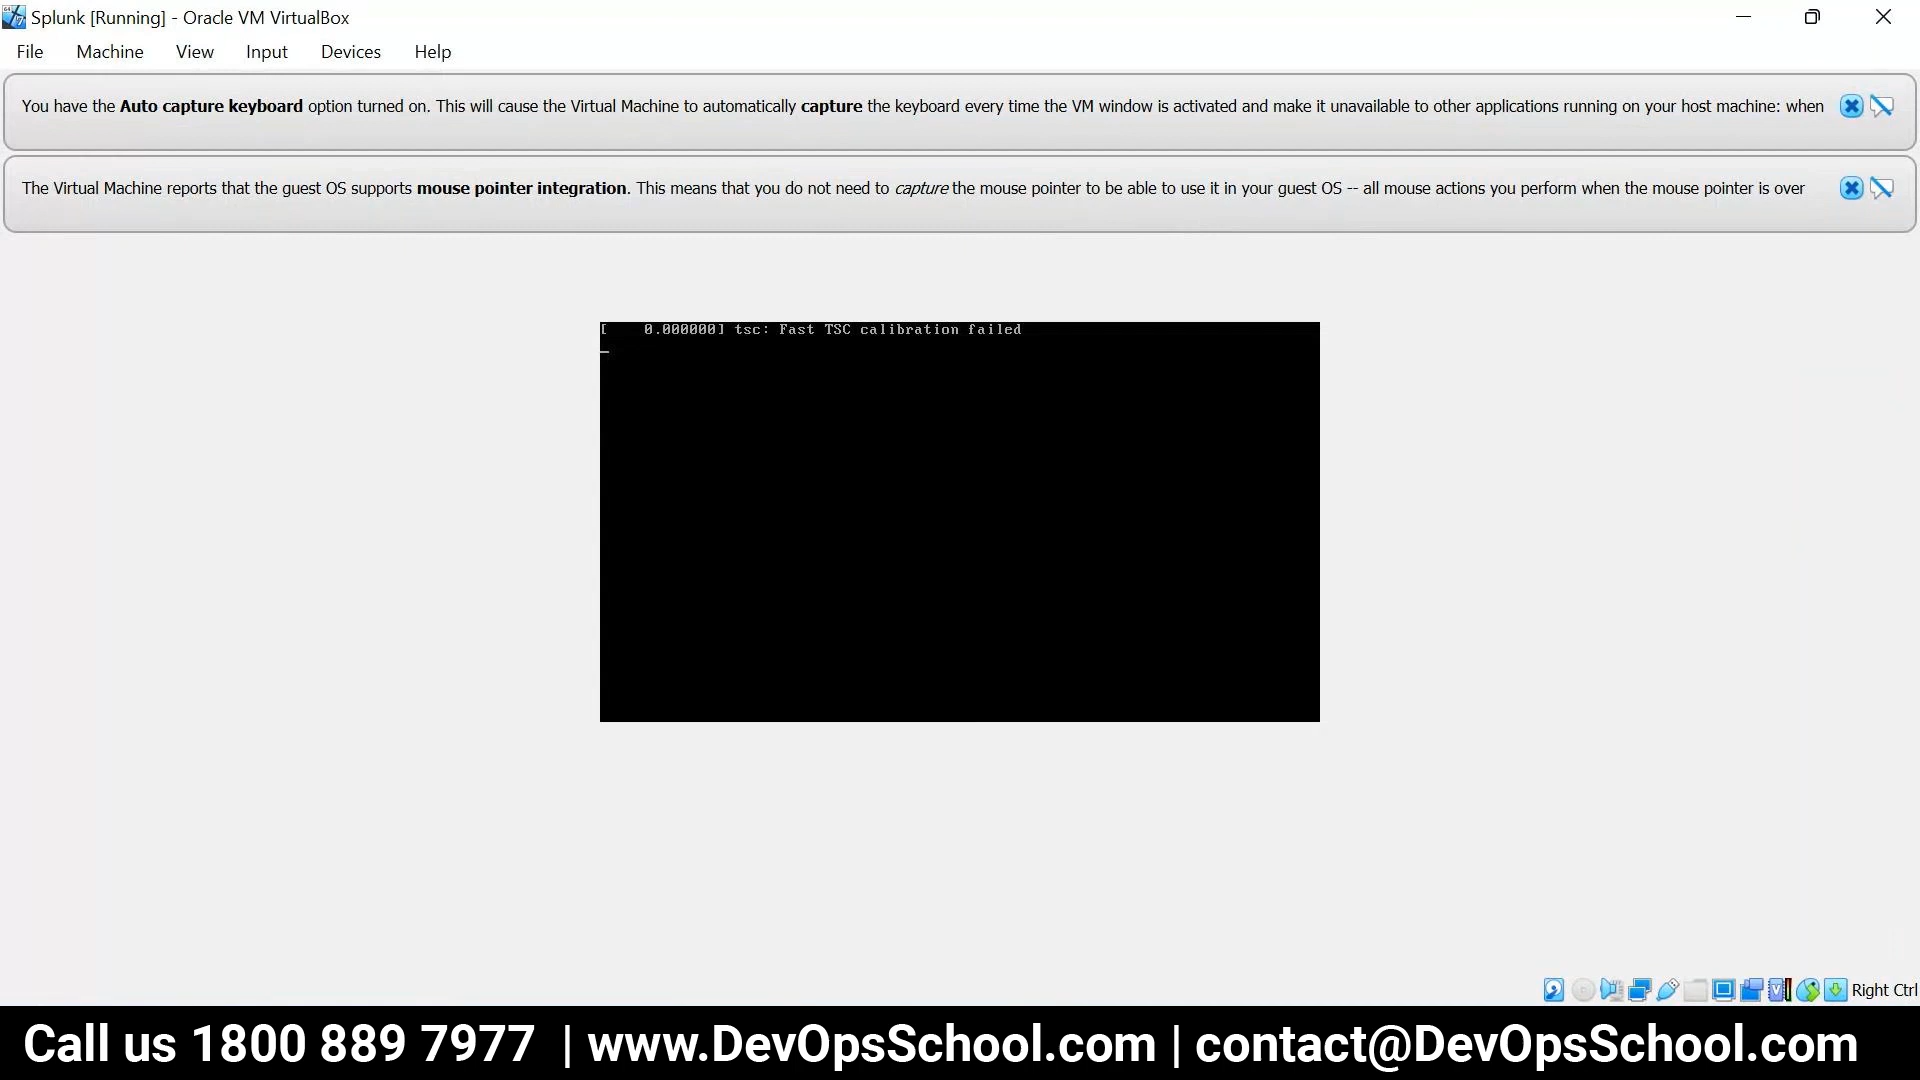 Splunk [Running] - Oracle VM VirtualBox
File Machine View Input Devices Help
You have the Auto capture keyboard option turned on. This will cause the Virtual Machine to automatically capture the keyboard every time the VM window is activated and make it unavailable to other applications running on your host machine: when
The Virtual Machine reports that the guest OS supports mouse pointer integration. This means that you do not need to capture the mouse pointer to be able to use it in your guest OS -- all mouse actions you perform when the mouse pointer is over
[    0.000000] tsc: Fast TSC calibration failed
Right Ctrl
Call us 1800 889 7977 | www.DevOpsSchool.com | contact@DevOpsSchool.com